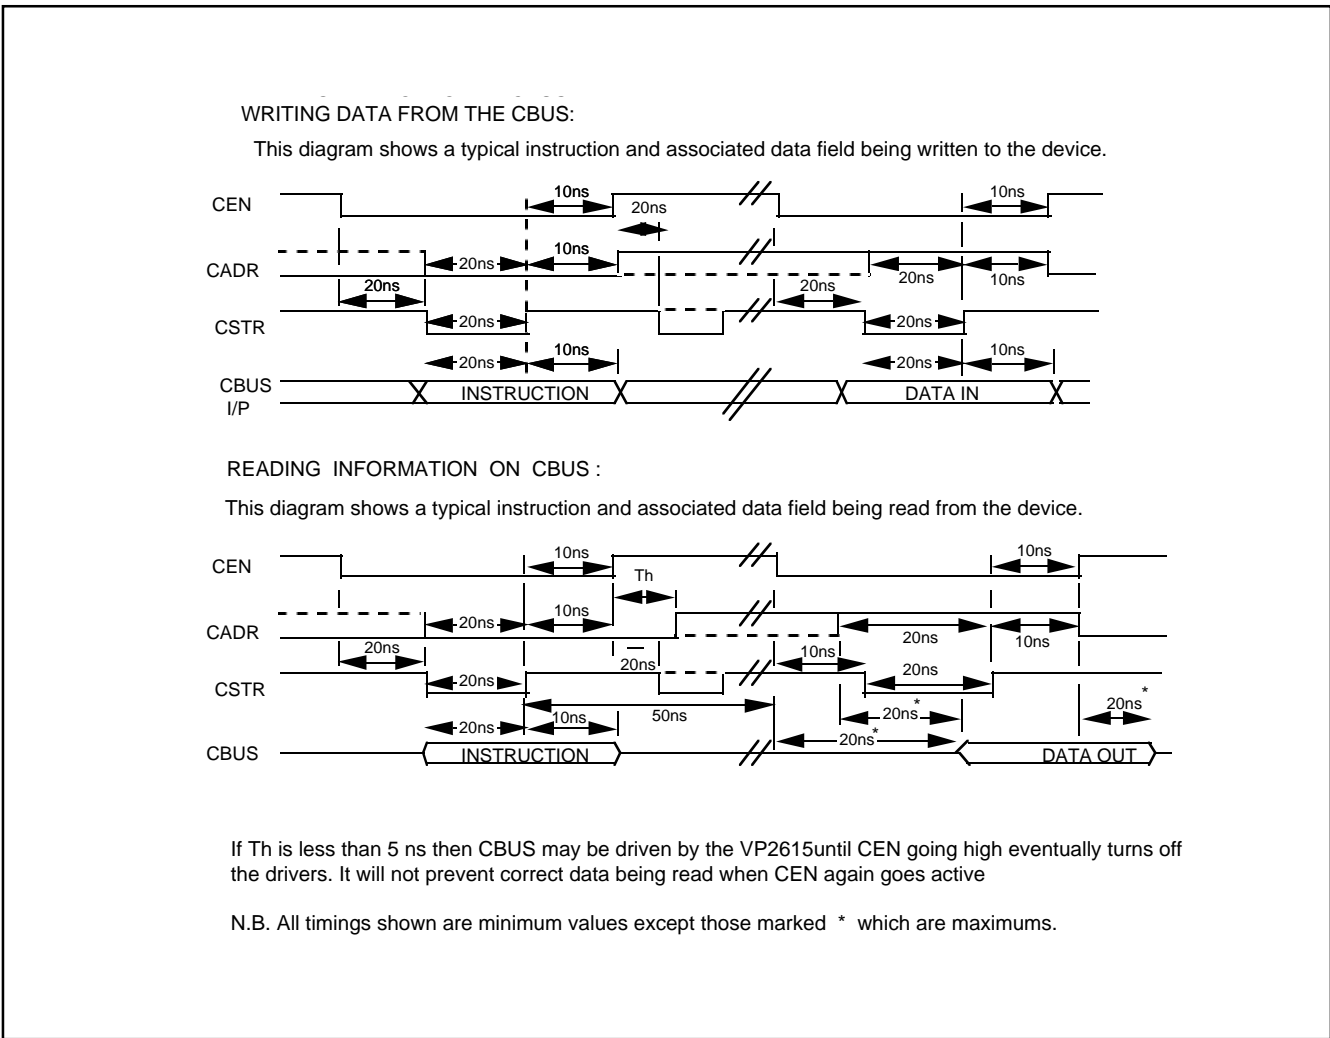 WRITING DATA FROM THE CBUS:
This diagram shows a typical instruction and associated data field being written to the device.
CEN
10ns
20ns
10ns
CADR
20ns
10ns
20ns
10ns
20ns
20ns
CSTR
20ns
20ns
20ns
10ns
20ns
10ns
CBUS
I/P
INSTRUCTION
DATA IN
READING INFORMATION ON CBUS :
This diagram shows a typical instruction and associated data field being read from the device.
CEN
10ns
Th
10ns
CADR
20ns
10ns
20ns
10ns
20ns
20ns
10ns
CSTR
20ns
20ns
20ns
10ns
50ns
20ns*
20ns*
20ns*
CBUS
INSTRUCTION
DATA OUT
If Th is less than 5 ns then CBUS may be driven by the VP2615until CEN going high eventually turns off
the drivers. It will not prevent correct data being read when CEN again goes active
N.B. All timings shown are minimum values except those marked * which are maximums.